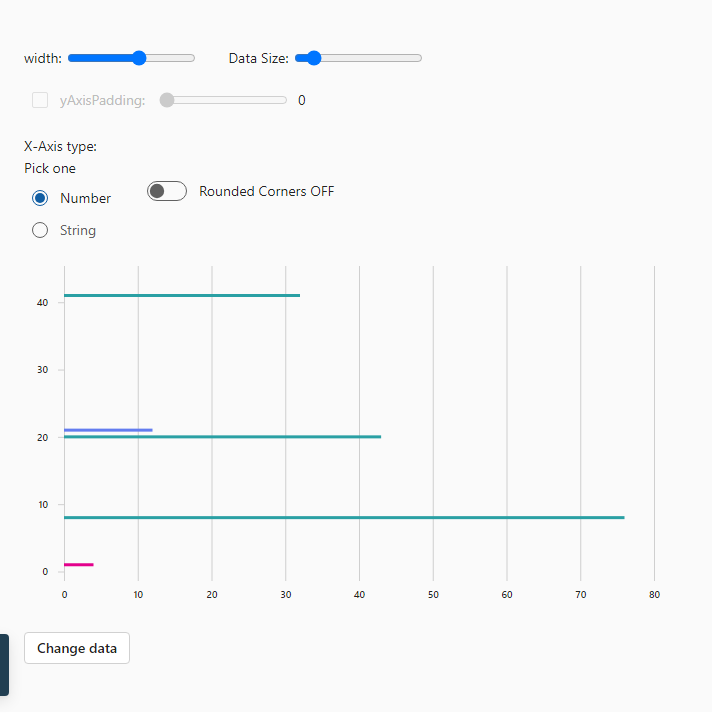 width: Data Size:
yAxisPadding: 0
X-Axis type:
Pick one
Number Rounded Corners OFF
String
40
30
20
10
0
0 10 20 30 40 50 60 70 80
Change data